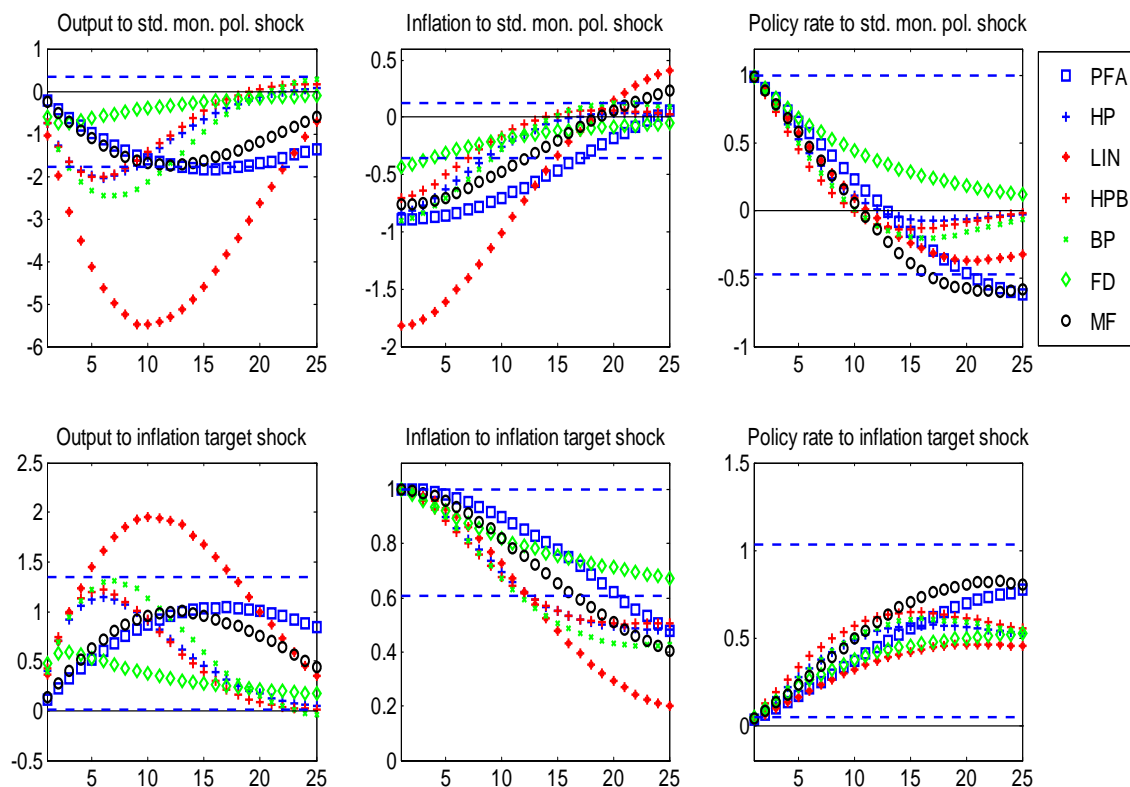 Output to std. mon. pol. shock
Inflation to std. mon. pol. shock
Policy rate to std. mon. pol. shock
1
0
-1
-2
-3
-4
-5
-6
5 10 15 20 25
1
0.5
0
-0.5
-1
-1.5
-2
5 10 15 20 25
1
0.5
0
-0.5
-1
5 10 15 20 25
PFA
HP
LIN
HPB
BP
FD
MF
Output to inflation target shock
Inflation to inflation target shock
Policy rate to inflation target shock
2.5
2
1.5
1
0.5
0
-0.5
5 10 15 20 25
1
0.8
0.6
0.4
0.2
0
5 10 15 20 25
1.5
1
0.5
0
5 10 15 20 25